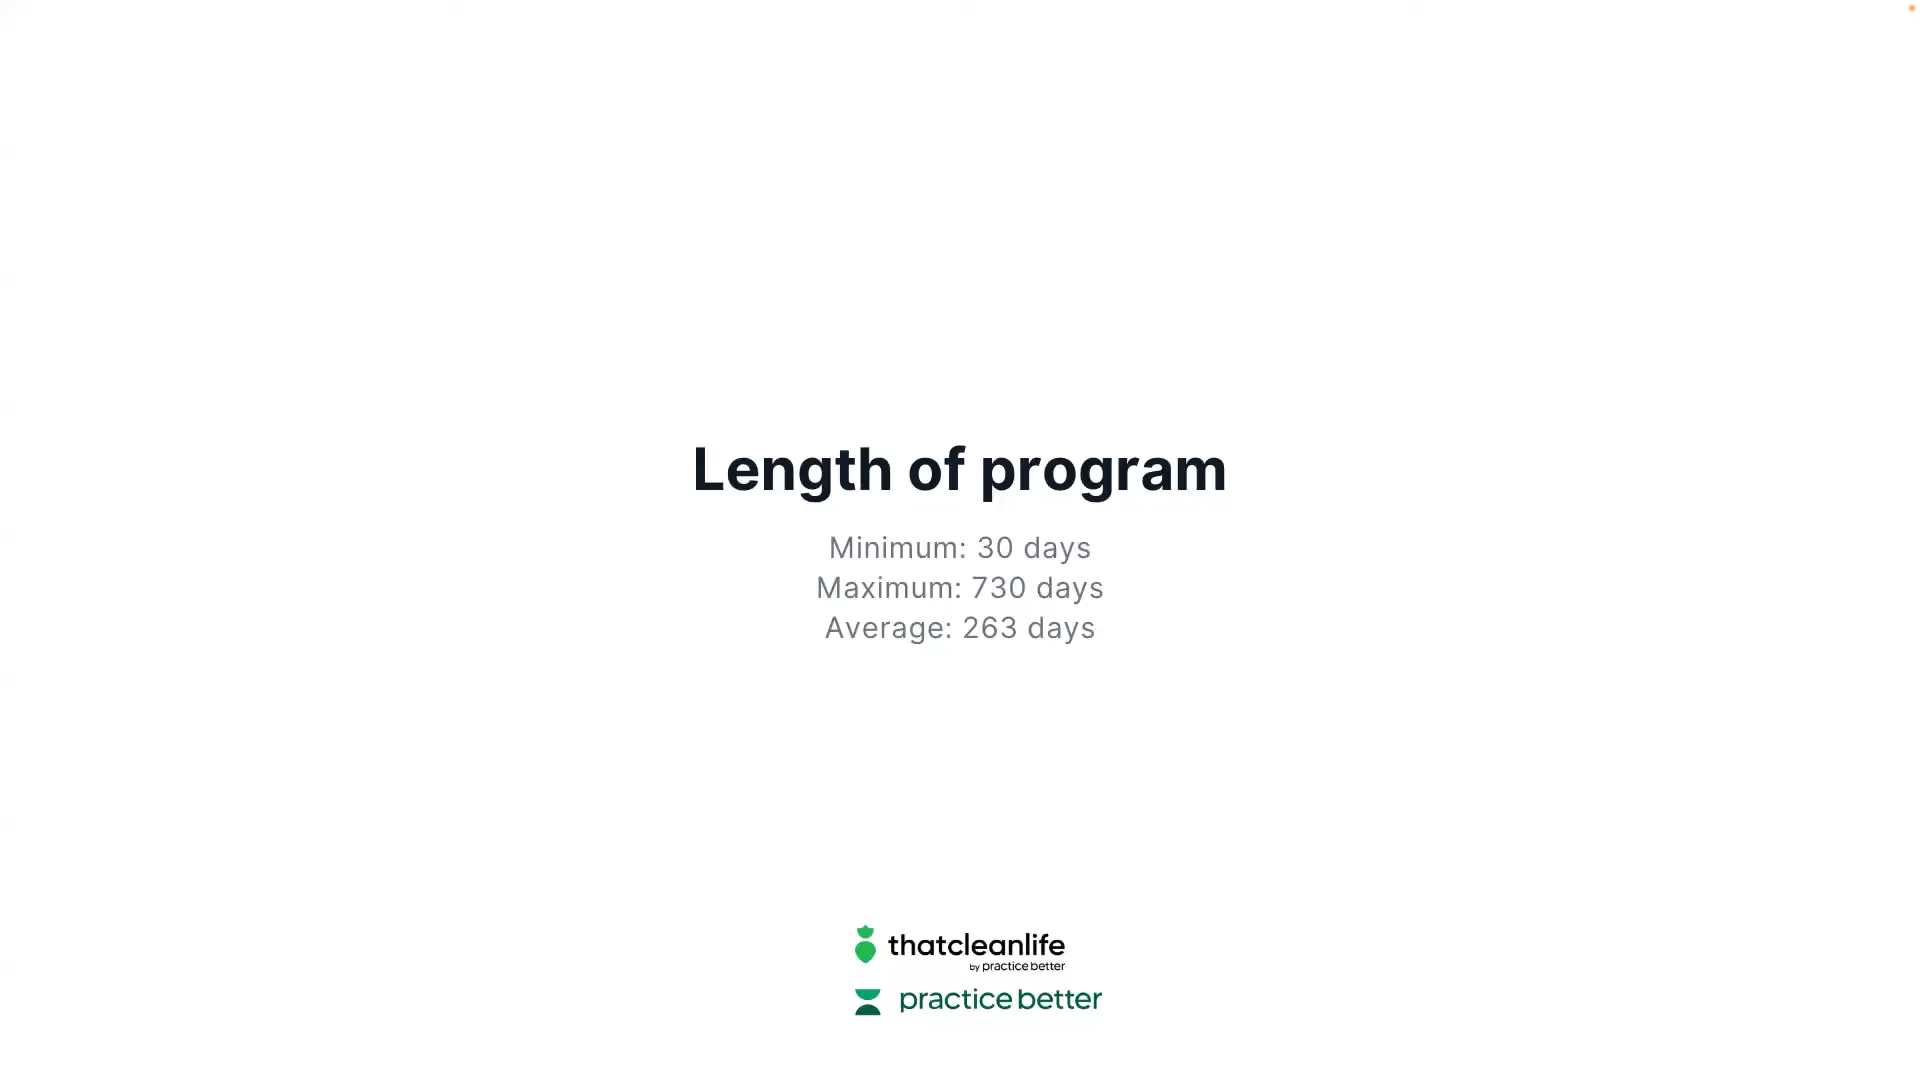 Length of program
Minimum: 30 days
Maximum: 730 days
Average: 263 days
thatcleanlife
by practice better
practice better